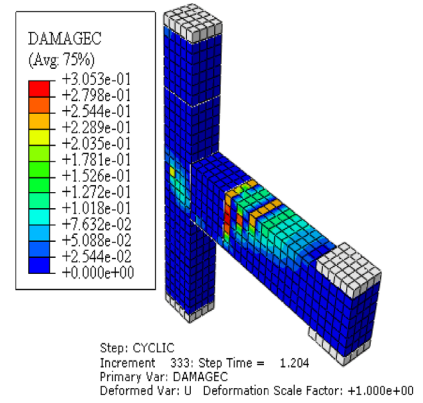 DAMAGEC
(Avg: 75%)
+3.053e-01
+2.798e-01
+2.544e-01
+2.289e-01
+2.035e-01
+1.781e-01
+1.526e-01
+1.272e-01
+1.018e-01
+7.632e-02
+5.088e-02
+2.544e-02
+0.000e+00
Step: CYCLIC
Increment 333: Step Time = 1.204
Primary Var: DAMAGEC
Deformed Var: U Deformation Scale Factor: +1.000e+00